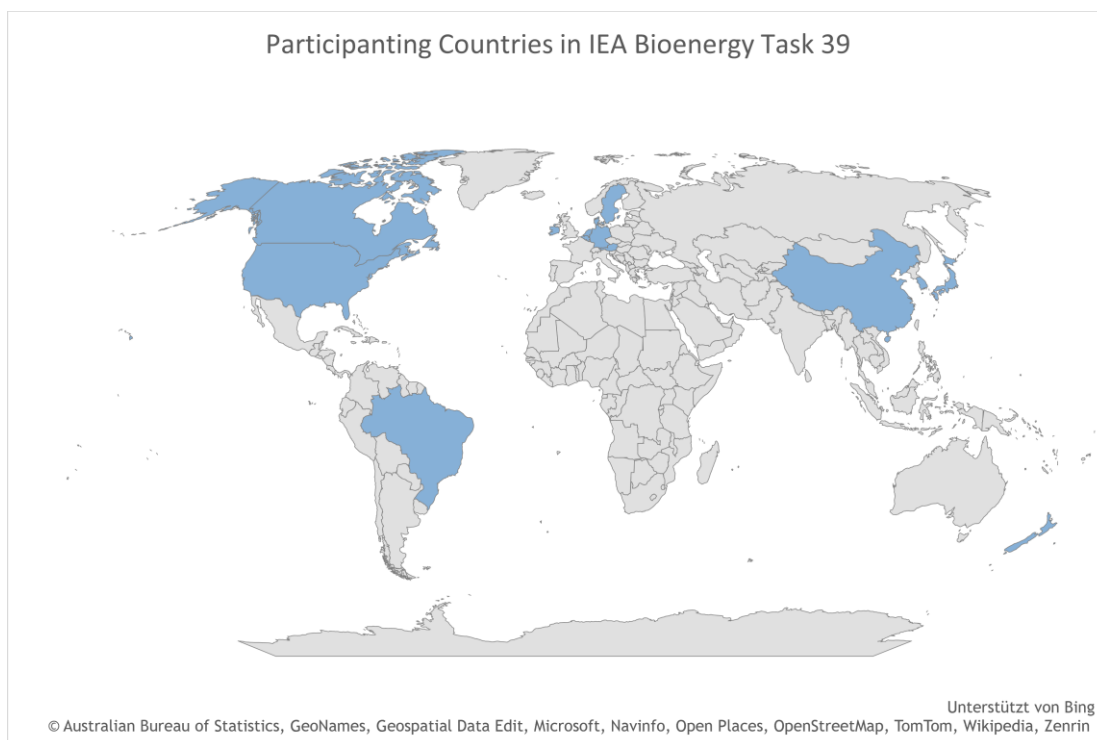 Participanting Countries in IEA Bioenergy Task 39
Unterstützt von Bing
© Australian Bureau of Statistics, GeoNames, Geospatial Data Edit, Microsoft, Navinfo, Open Places, OpenStreetMap, TomTom, Wikipedia, Zenrin